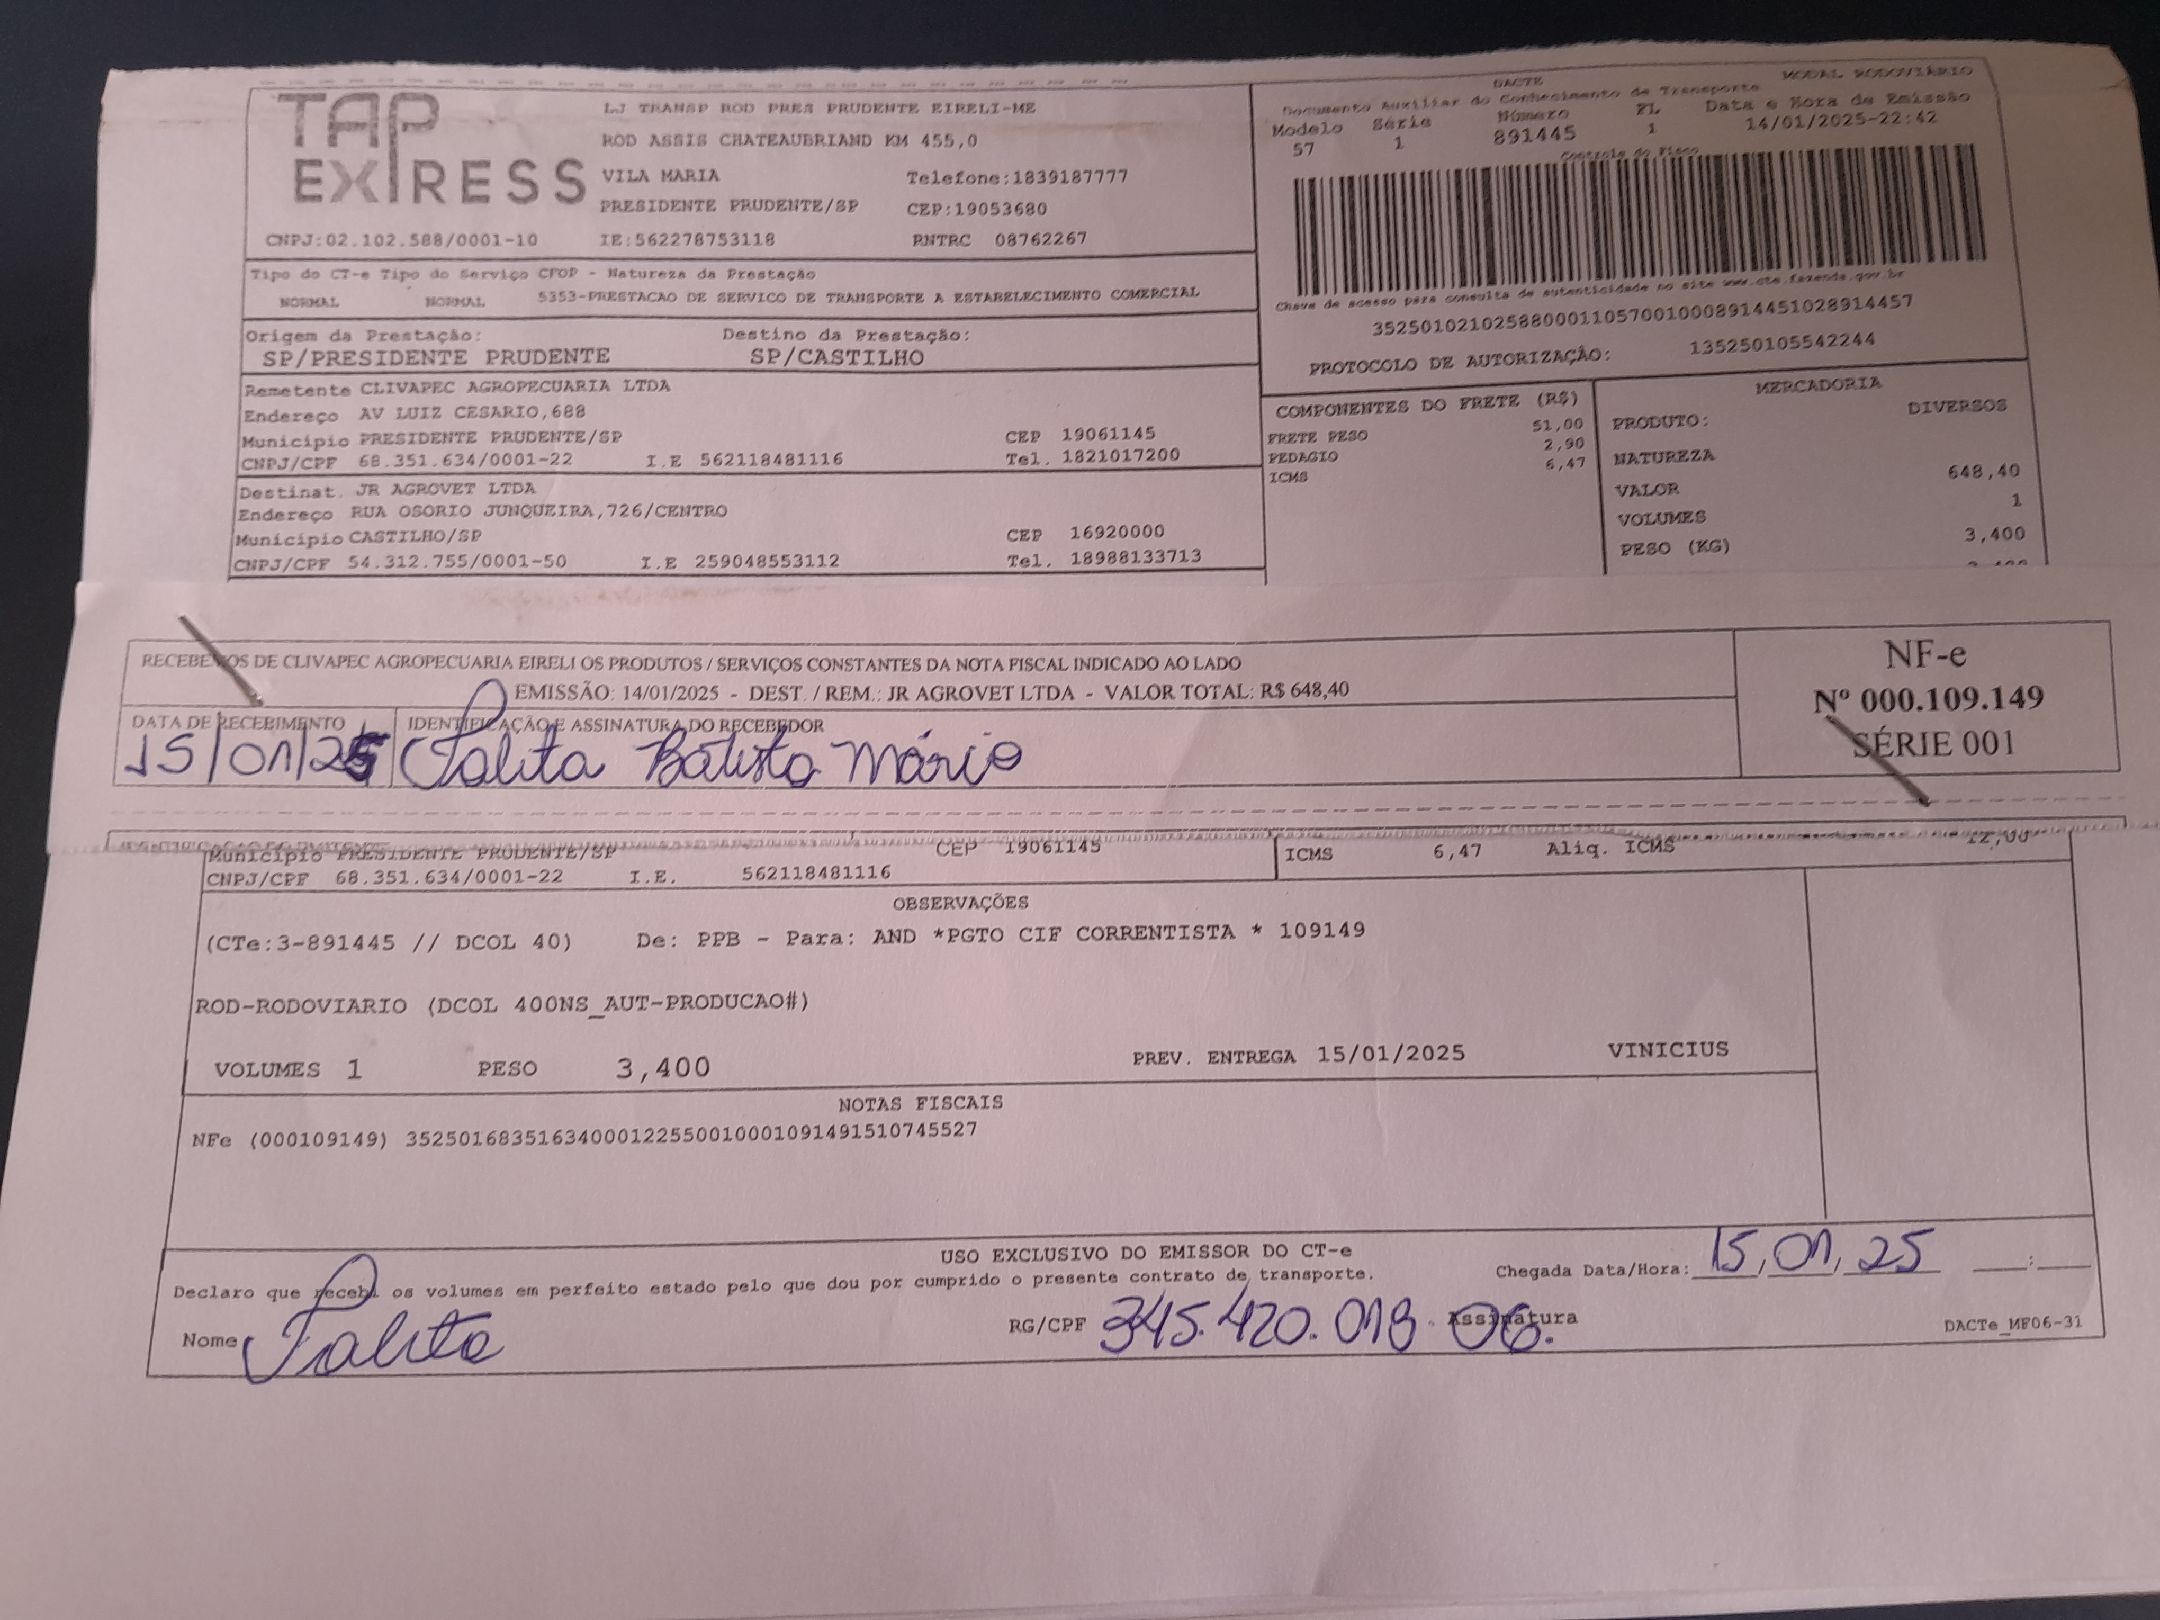 TAP
EXPRESS
LJ TRANSP ROD PRES PRUDENTE EIRELI-ME
ROD ASSIS CHATEAUBRIAND KM 455,0
VILA MARIA Telefone:1839187777
PRESIDENTE PRUDENTE/SP CEP:19053680
CNPJ:02.102.588/0001-10 IE:562278753118 RNTRC 08762267
Tipo do CT-e Tipo do Serviço CFOP - Natureza da Prestação
NORMAL NORMAL 5353-PRESTACAO DE SERVICO DE TRANSPORTE A ESTABELECIMENTO COMERCIAL
Origem da Prestação: Destino da Prestação:
SP/PRESIDENTE PRUDENTE SP/CASTILHO
Remetente CLIVAPEC AGROPECUARIA LTDA
Endereço AV LUIZ CESARIO,688
Município PRESIDENTE PRUDENTE/SP CEP 19061145
CNPJ/CPF 68.351.634/0001-22 I.E 562118481116 Tel. 1821017200
Destinat. JR AGROVET LTDA
Endereço RUA OSORIO JUNQUEIRA,726/CENTRO
Município CASTILHO/SP CEP 16920000
CNPJ/CPF 54.312.755/0001-50 I.E 259048553112 Tel. 18988133713
DACTE MODAL RODOVIÁRIO
Documento Auxiliar do Conhecimento de Transporte
Modelo Série Número FL Data e Hora de Emissão
57 1 891445 1 14/01/2025-22:42
Controle do Fisco
Chave de acesso para consulta de autenticidade no site www.cte.fazenda.gov.br
35250102102588000110570010008914451028914457
PROTOCOLO DE AUTORIZAÇÃO: 135250105542244
COMPONENTES DO FRETE (R$)
FRETE PESO 51,00
PEDAGIO 2,90
ICMS 6,47
MERCADORIA
PRODUTO: DIVERSOS
NATUREZA
VALOR 648,40
VOLUMES 1
PESO (KG) 3,400
RECEBEMOS DE CLIVAPEC AGROPECUARIA EIRELI OS PRODUTOS / SERVIÇOS CONSTANTES DA NOTA FISCAL INDICADO AO LADO
EMISSÃO: 14/01/2025 - DEST. / REM.: JR AGROVET LTDA - VALOR TOTAL: R$ 648,40
DATA DE RECEBIMENTO IDENTIFICAÇÃO E ASSINATURA DO RECEBEDOR
15/01/25 Talita Batista Mário
NF-e
Nº 000.109.149
SÉRIE 001
Município PRESIDENTE PRUDENTE/SP CEP 19061145 ICMS 6,47 Aliq. ICMS 12,00
CNPJ/CPF 68.351.634/0001-22 I.E. 562118481116
OBSERVAÇÕES
(CTe:3-891445 // DCOL 40) De: PPB - Para: AND *PGTO CIF CORRENTISTA * 109149
ROD-RODOVIARIO (DCOL 400NS_AUT-PRODUCAO#)
VOLUMES 1 PESO 3,400 PREV. ENTREGA 15/01/2025 VINICIUS
NOTAS FISCAIS
NFe (000109149) 35250168351634000122550010001091491510745527
USO EXCLUSIVO DO EMISSOR DO CT-e
Declaro que recebi os volumes em perfeito estado pelo que dou por cumprido o presente contrato de transporte. Chegada Data/Hora: 15,01,25 :
Nome Talita RG/CPF 345.420.018.06. Assinatura DACTe_MF06-31